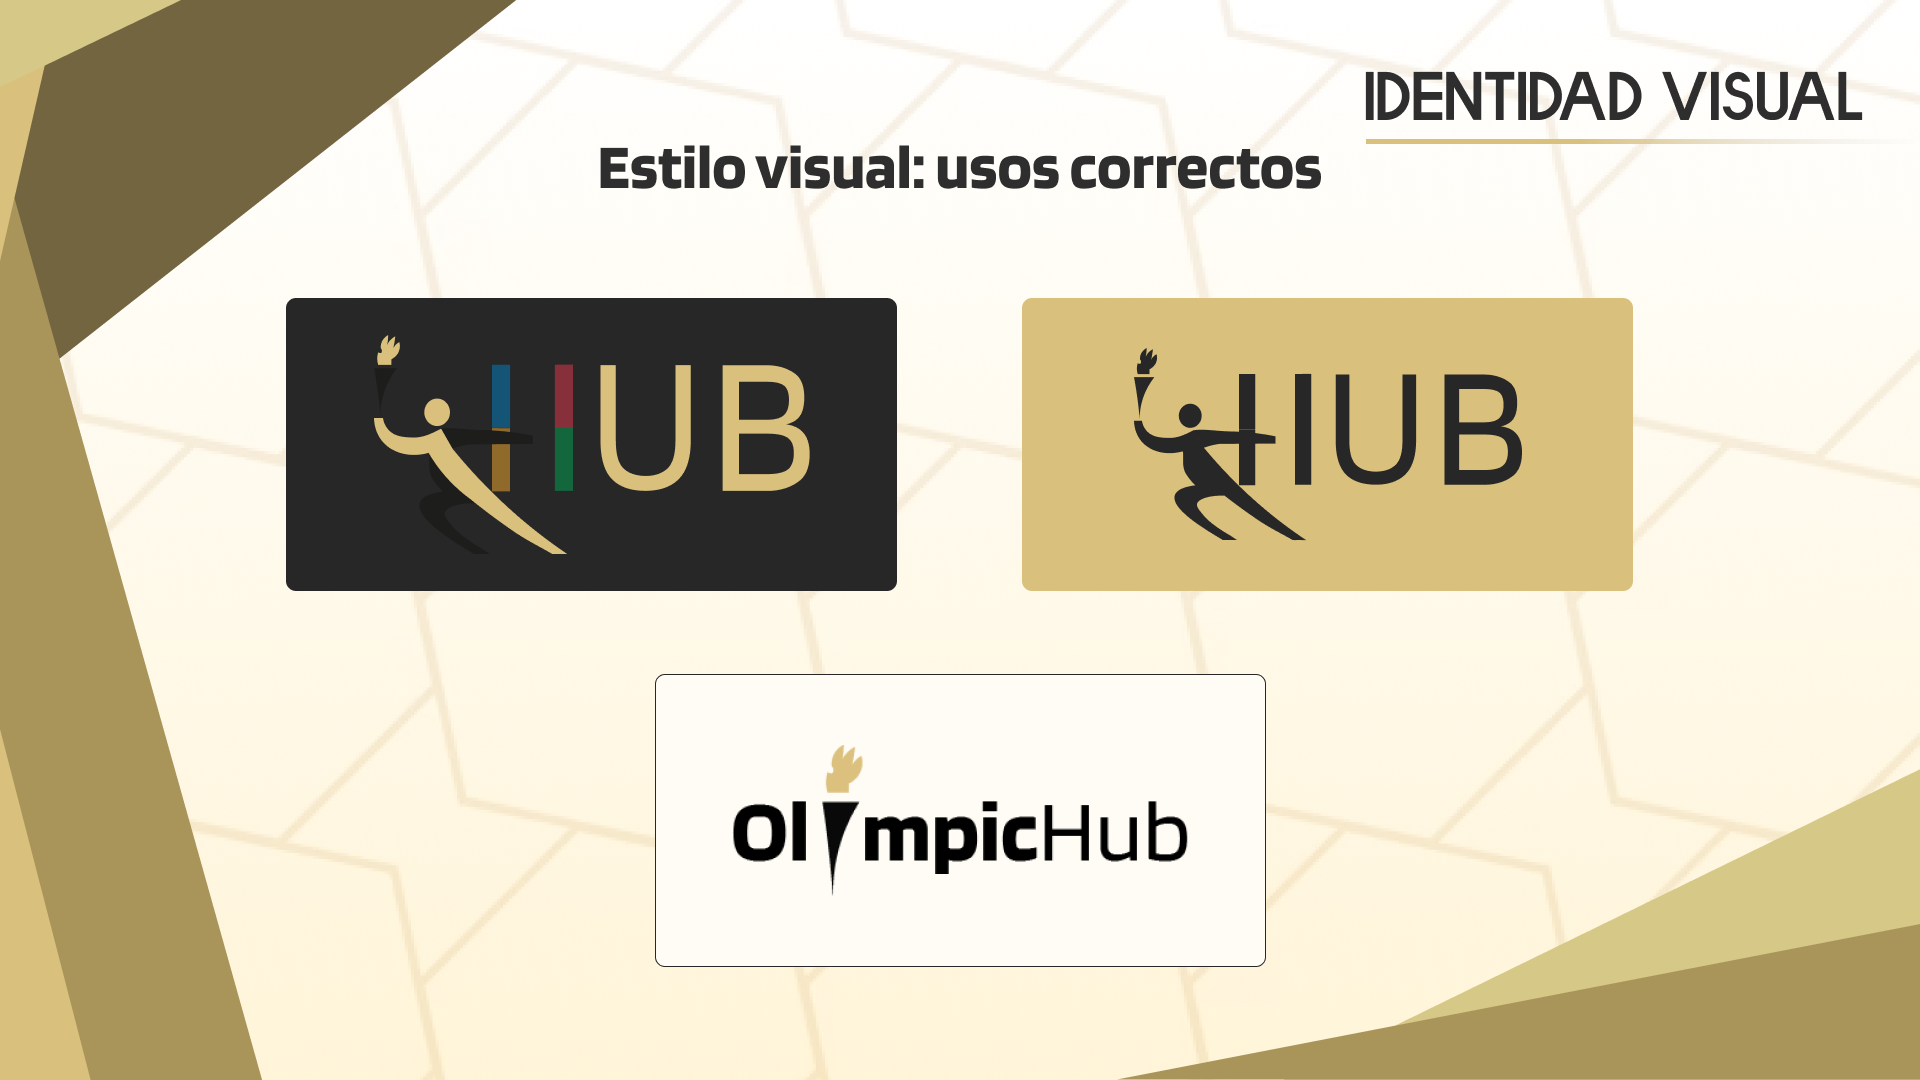 IDENTIDAD VISUAL
Estilo visual: usos correctos
HUB
HUB
OlympicHub